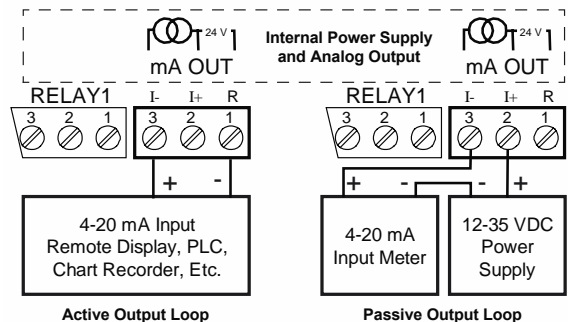 24 V
Internal Power Supply
and Analog Output
24 V
mA OUT
mA OUT
RELAY1
I- I+ R
RELAY1
I- I+ R
3 2 1
3 2 1
3 2 1
3 2 1
+ -
+ - - +
4-20 mA Input
Remote Display, PLC,
Chart Recorder, Etc.
4-20 mA
Input Meter
12-35 VDC
Power
Supply
Active Output Loop
Passive Output Loop